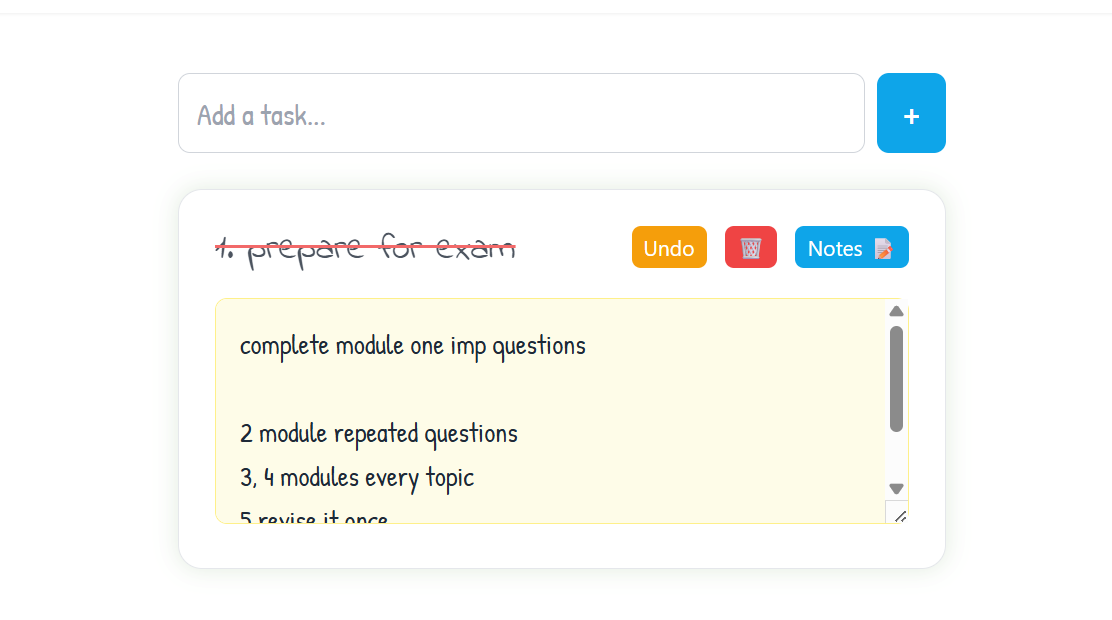 Add a task...
+
1. prepare for exam
Undo
Notes
complete module one imp questions
2 module repeated questions
3, 4 modules every topic
5 revise it once